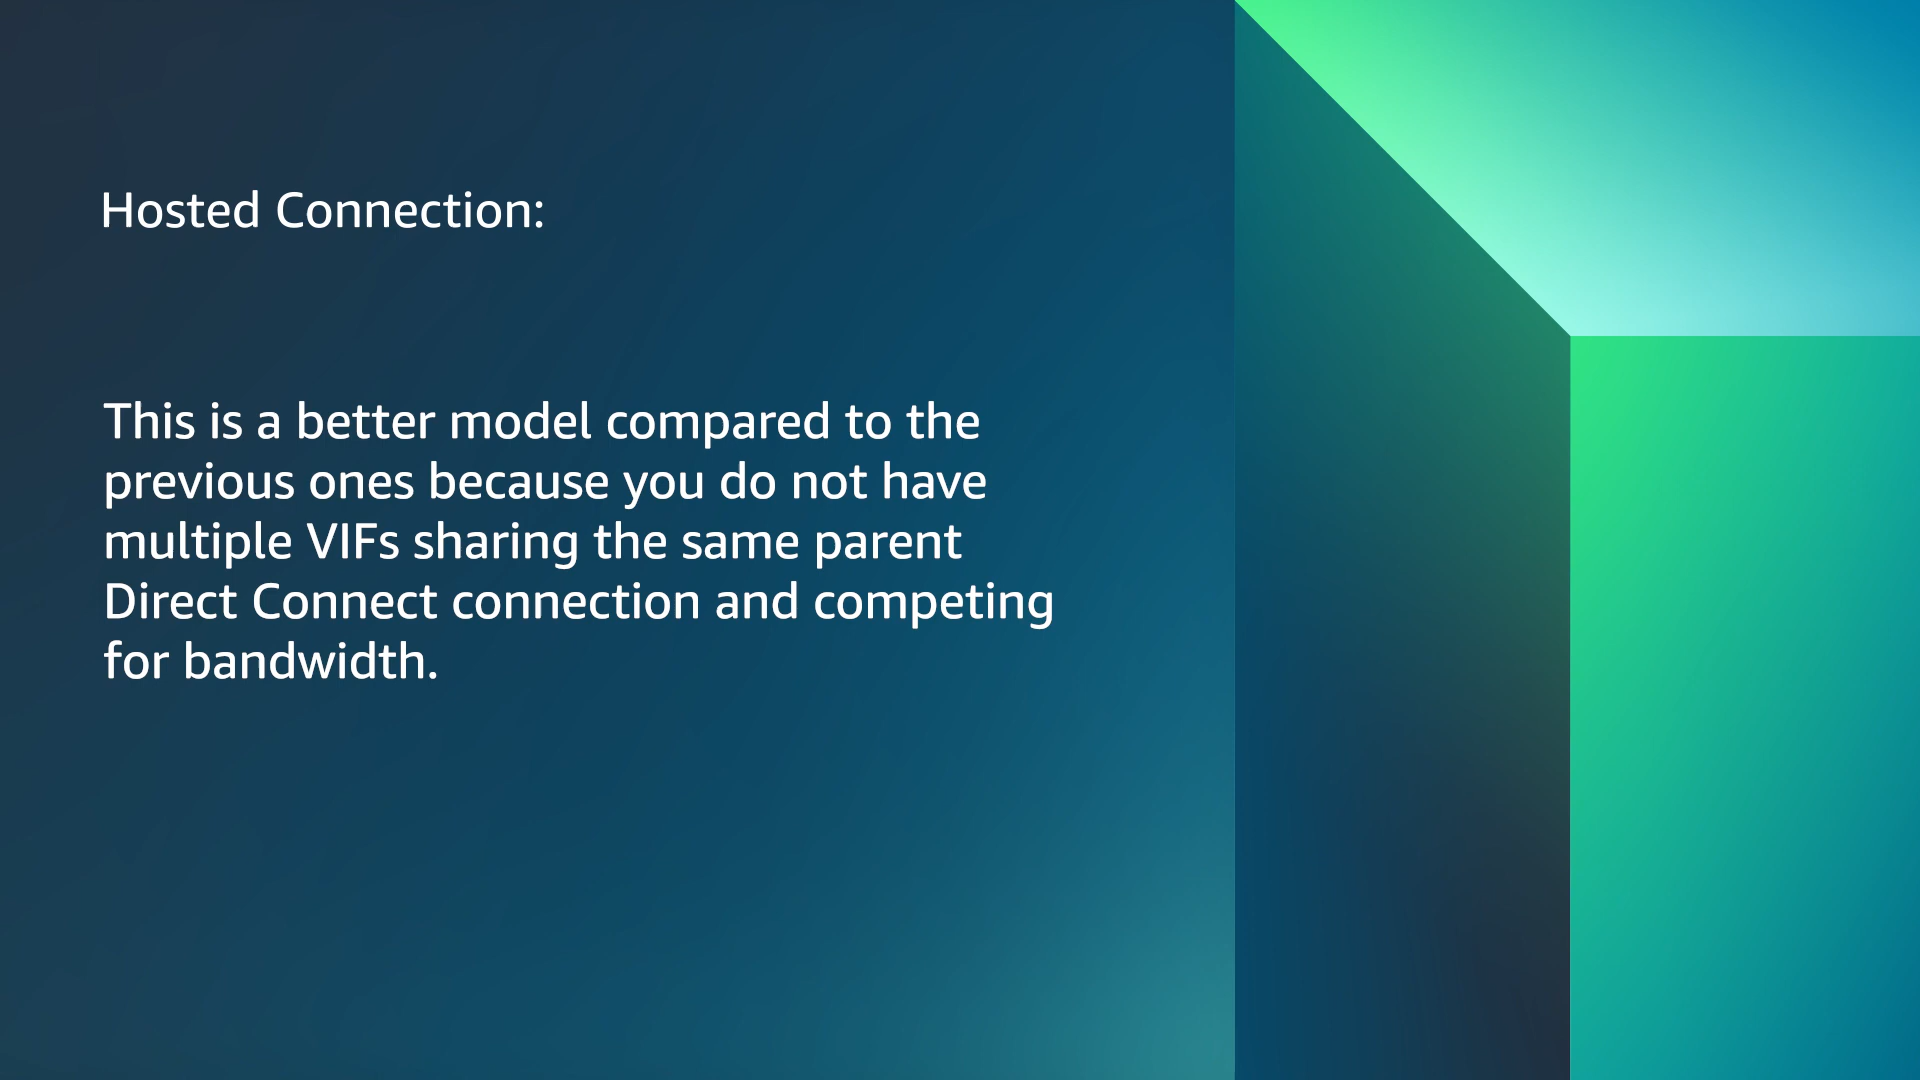 Hosted Connection:
This is a better model compared to the
previous ones because you do not have
multiple VIFs sharing the same parent
Direct Connect connection and competing
for bandwidth.